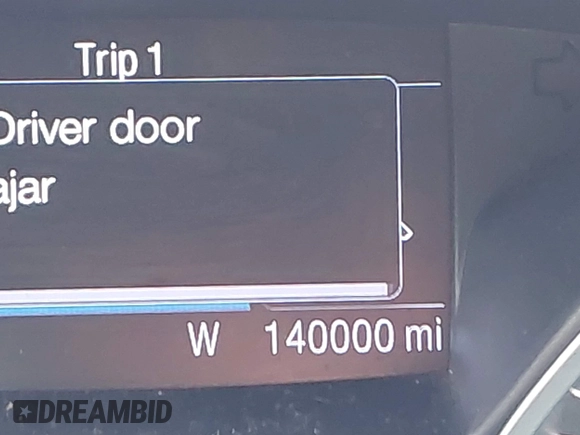 Trip 1
Driver door
ajar
W 140000 mi
DREAMBID